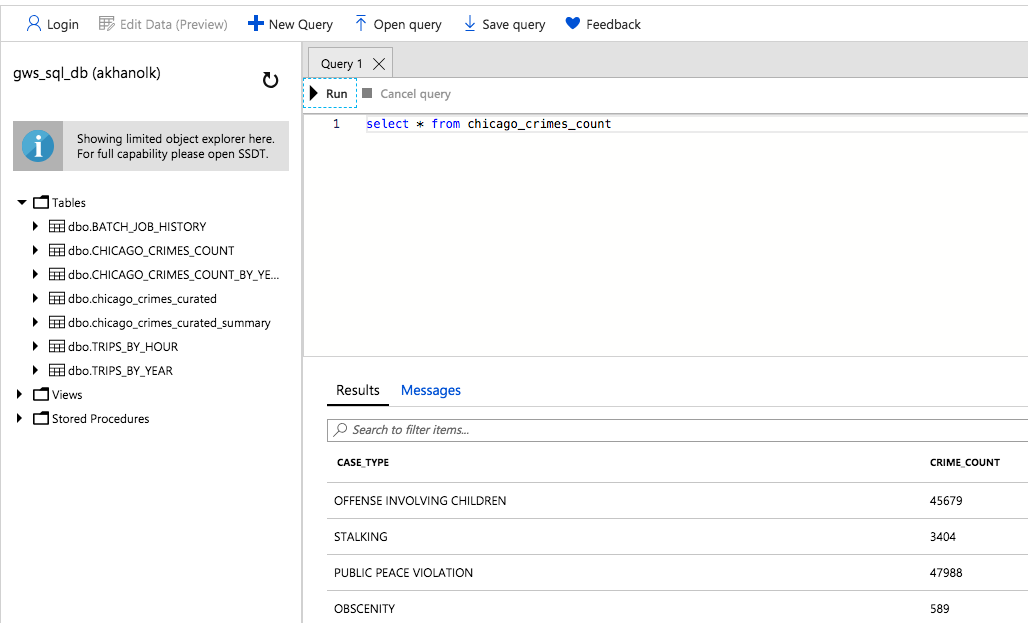 Login Edit Data (Preview) New Query Open query Save query Feedback
gws_sql_db (akhanolk)
Showing limited object explorer here.
For full capability please open SSDT.
Tables
dbo.BATCH_JOB_HISTORY
dbo.CHICAGO_CRIMES_COUNT
dbo.CHICAGO_CRIMES_COUNT_BY_YE...
dbo.chicago_crimes_curated
dbo.chicago_crimes_curated_summary
dbo.TRIPS_BY_HOUR
dbo.TRIPS_BY_YEAR
Views
Stored Procedures
Query 1
Run Cancel query
1 select * from chicago_crimes_count
Results Messages
Search to filter items...
CASE_TYPE CRIME_COUNT
OFFENSE INVOLVING CHILDREN 45679
STALKING 3404
PUBLIC PEACE VIOLATION 47988
OBSCENITY 589